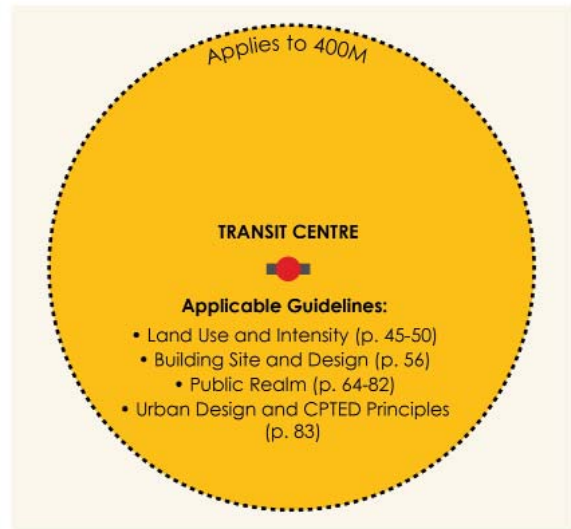 Applies to 400M
TRANSIT CENTRE
Applicable Guidelines:
• Land Use and Intensity (p. 45-50)
• Building Site and Design (p. 56)
• Public Realm (p. 64-82)
• Urban Design and CPTED Principles
(p. 83)